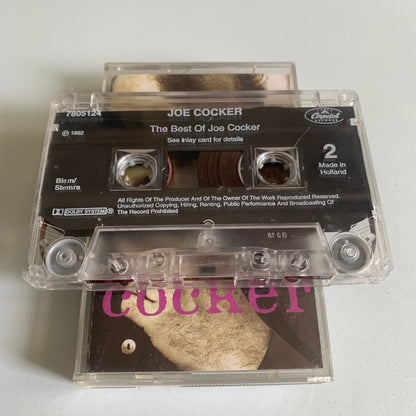 7805124
JOE COCKER
Capitol
RECORDS
℗ 1992
The Best Of Joe Cocker
See inlay card for details
2
Made in
Holland
Biem/
Stemra
All Rights Of The Producer And Of The Owner Of The Work Reproduced Reserved.
Unauthorized Copying, Hiring, Renting, Public Performance And Broadcasting Of
The Record Prohibited
DOLBY SYSTEM
cocker